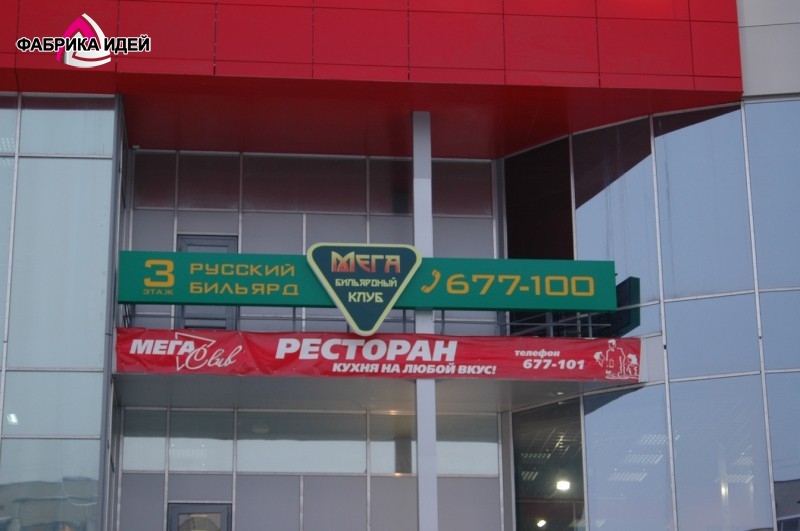 ФАБРИКА ИДЕЙ
3
ЭТАЖ
РУССКИЙ
БИЛЬЯРД
МЕГА
БИЛЬЯРДНЫЙ
КЛУБ
677-100
МЕГА Club
РЕСТОРАН
КУХНЯ НА ЛЮБОЙ ВКУС!
телефон
677-101